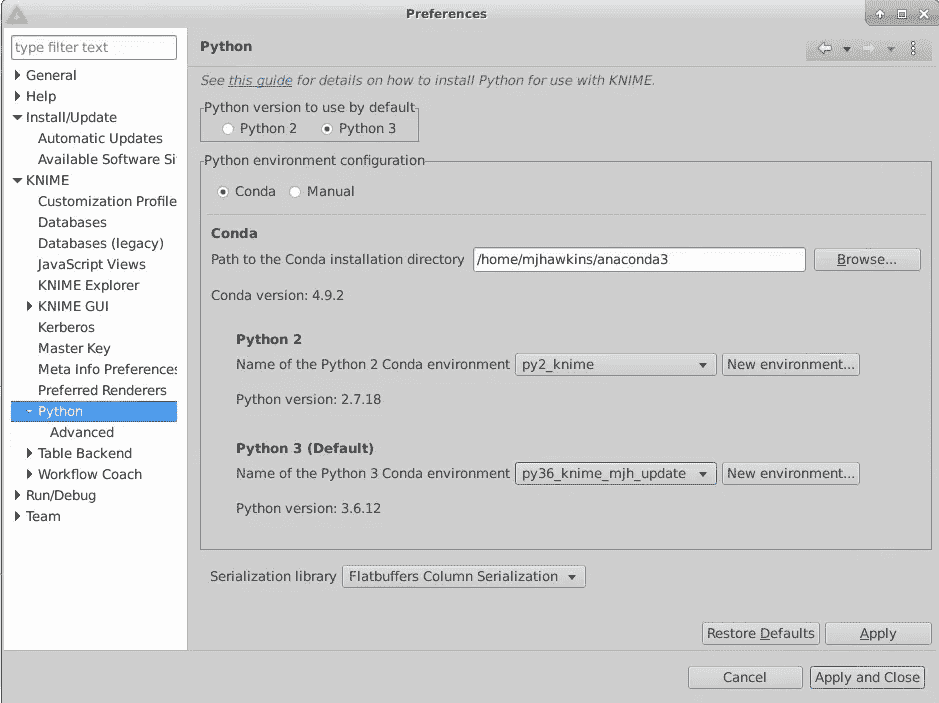 Preferences
type filter text
General
Help
Install/Update
Automatic Updates
Available Software Si
KNIME
Customization Profile
Databases
Databases (legacy)
JavaScript Views
KNIME Explorer
KNIME GUI
Kerberos
Master Key
Meta Info Preferences
Preferred Renderers
Python
Advanced
Table Backend
Workflow Coach
Run/Debug
Team
Python
See this guide for details on how to install Python for use with KNIME.
Python version to use by default
Python 2 Python 3
Python environment configuration
Conda Manual
Conda
Path to the Conda installation directory /home/mjhawkins/anaconda3 Browse...
Conda version: 4.9.2
Python 2
Name of the Python 2 Conda environment py2_knime New environment...
Python version: 2.7.18
Python 3 (Default)
Name of the Python 3 Conda environment py36_knime_mjh_update New environment...
Python version: 3.6.12
Serialization library Flatbuffers Column Serialization
Restore Defaults Apply
Cancel Apply and Close